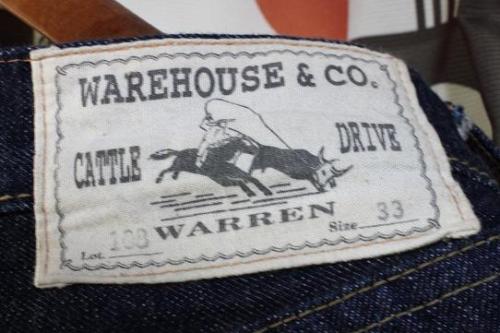 WAREHOUSE & CO.
CATTLE DRIVE
WARREN
Lot. 188 Size. 33